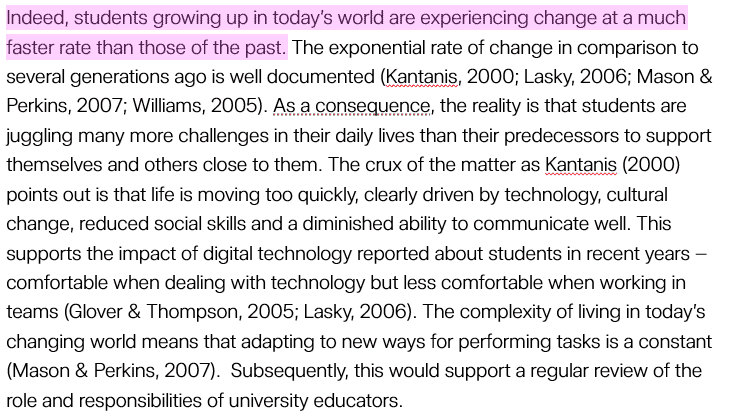 Indeed, students growing up in today's world are experiencing change at a much
faster rate than those of the past. The exponential rate of change in comparison to
several generations ago is well documented (Kantanis, 2000; Lasky, 2006; Mason &
Perkins, 2007; Williams, 2005). As a consequence, the reality is that students are
juggling many more challenges in their daily lives than their predecessors to support
themselves and others close to them. The crux of the matter as Kantanis (2000)
points out is that life is moving too quickly, clearly driven by technology, cultural
change, reduced social skills and a diminished ability to communicate well. This
supports the impact of digital technology reported about students in recent years –
comfortable when dealing with technology but less comfortable when working in
teams (Glover & Thompson, 2005; Lasky, 2006). The complexity of living in today's
changing world means that adapting to new ways for performing tasks is a constant
(Mason & Perkins, 2007).  Subsequently, this would support a regular review of the
role and responsibilities of university educators.